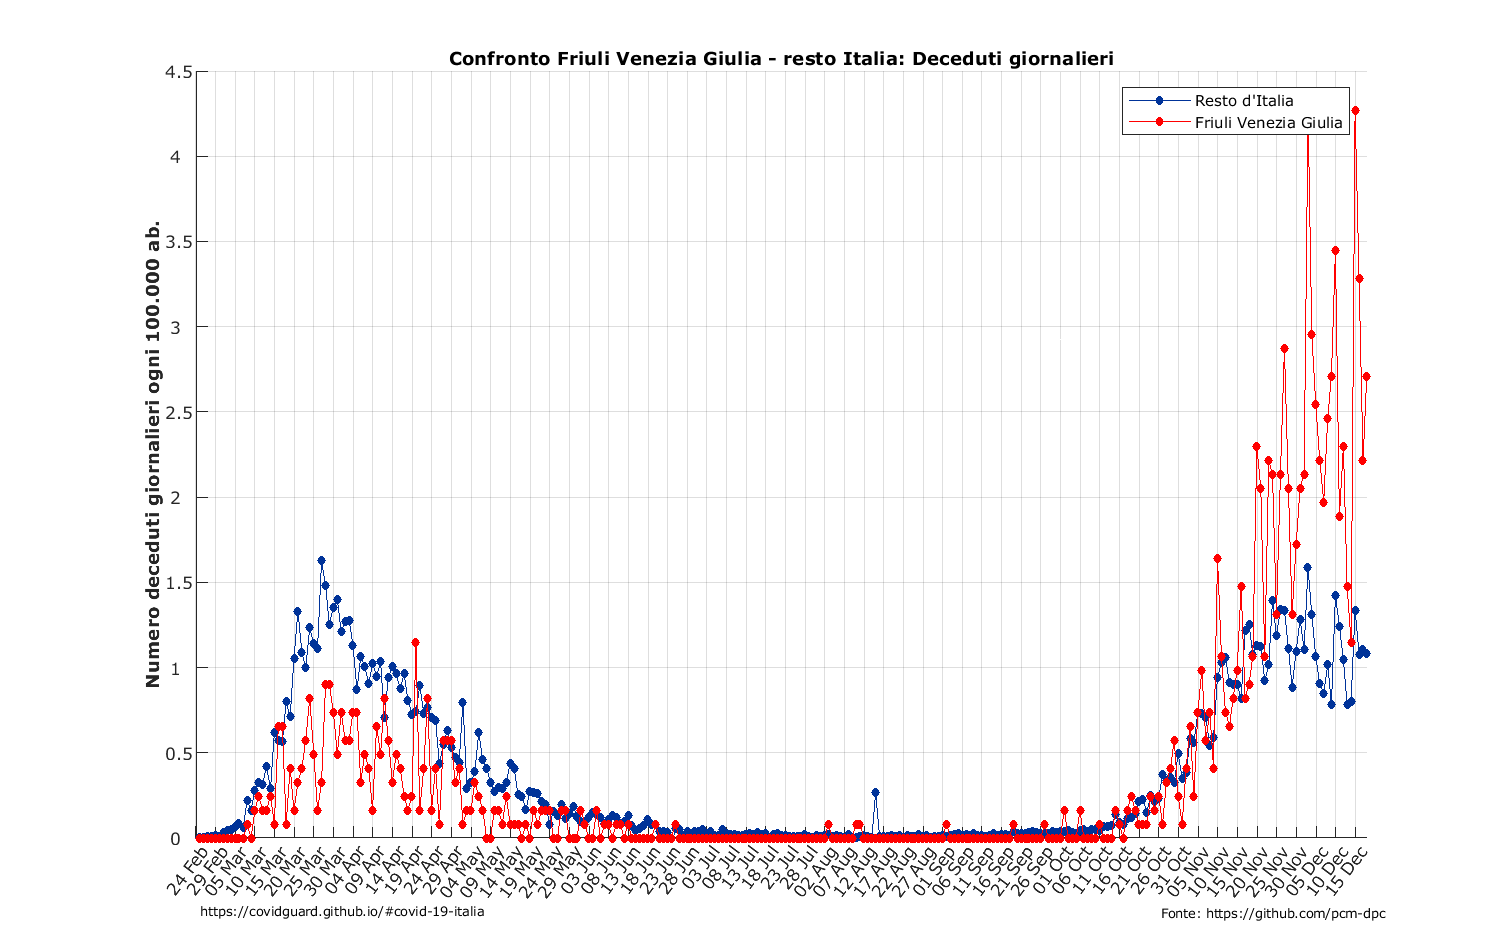 Confronto Friuli Venezia Giulia - resto Italia: Deceduti giornalieri
Resto d'Italia
Friuli Venezia Giulia
Numero deceduti giornalieri ogni 100.000 ab.
4.5
4
3.5
3
2.5
2
1.5
1
0.5
0
24 Feb
29 Feb
05 Mar
10 Mar
15 Mar
20 Mar
25 Mar
30 Mar
04 Apr
09 Apr
14 Apr
19 Apr
24 Apr
29 Apr
04 May
09 May
14 May
19 May
24 May
29 May
03 Jun
08 Jun
13 Jun
18 Jun
23 Jun
28 Jun
03 Jul
08 Jul
13 Jul
18 Jul
23 Jul
28 Jul
02 Aug
07 Aug
12 Aug
17 Aug
22 Aug
27 Aug
01 Sep
06 Sep
11 Sep
16 Sep
21 Sep
26 Sep
01 Oct
06 Oct
11 Oct
16 Oct
21 Oct
26 Oct
31 Oct
05 Nov
10 Nov
15 Nov
20 Nov
25 Nov
30 Nov
05 Dec
10 Dec
15 Dec
https://covidguard.github.io/#covid-19-italia
Fonte: https://github.com/pcm-dpc